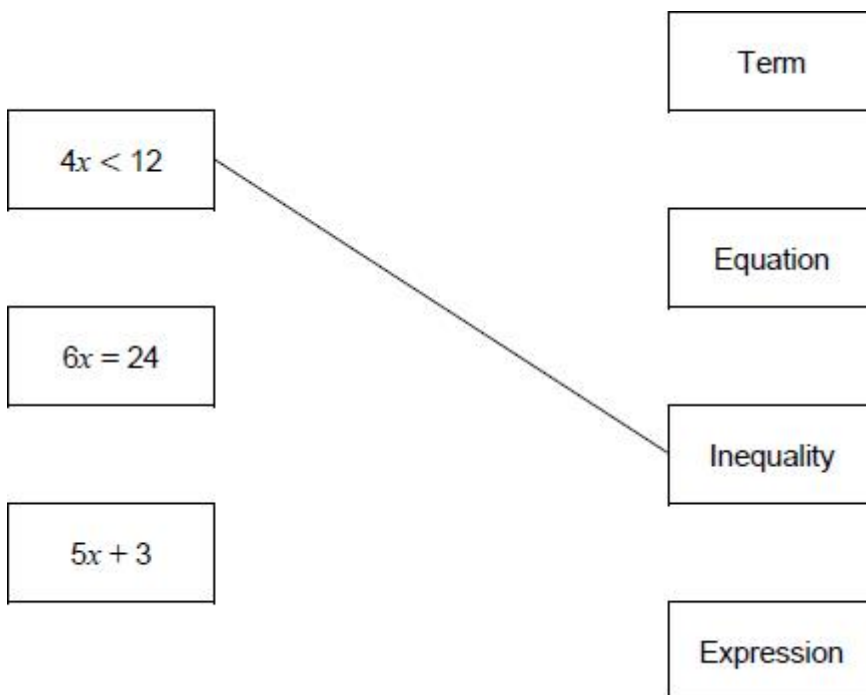 Term
4x < 12
Equation
6x = 24
Inequality
5x + 3
Expression